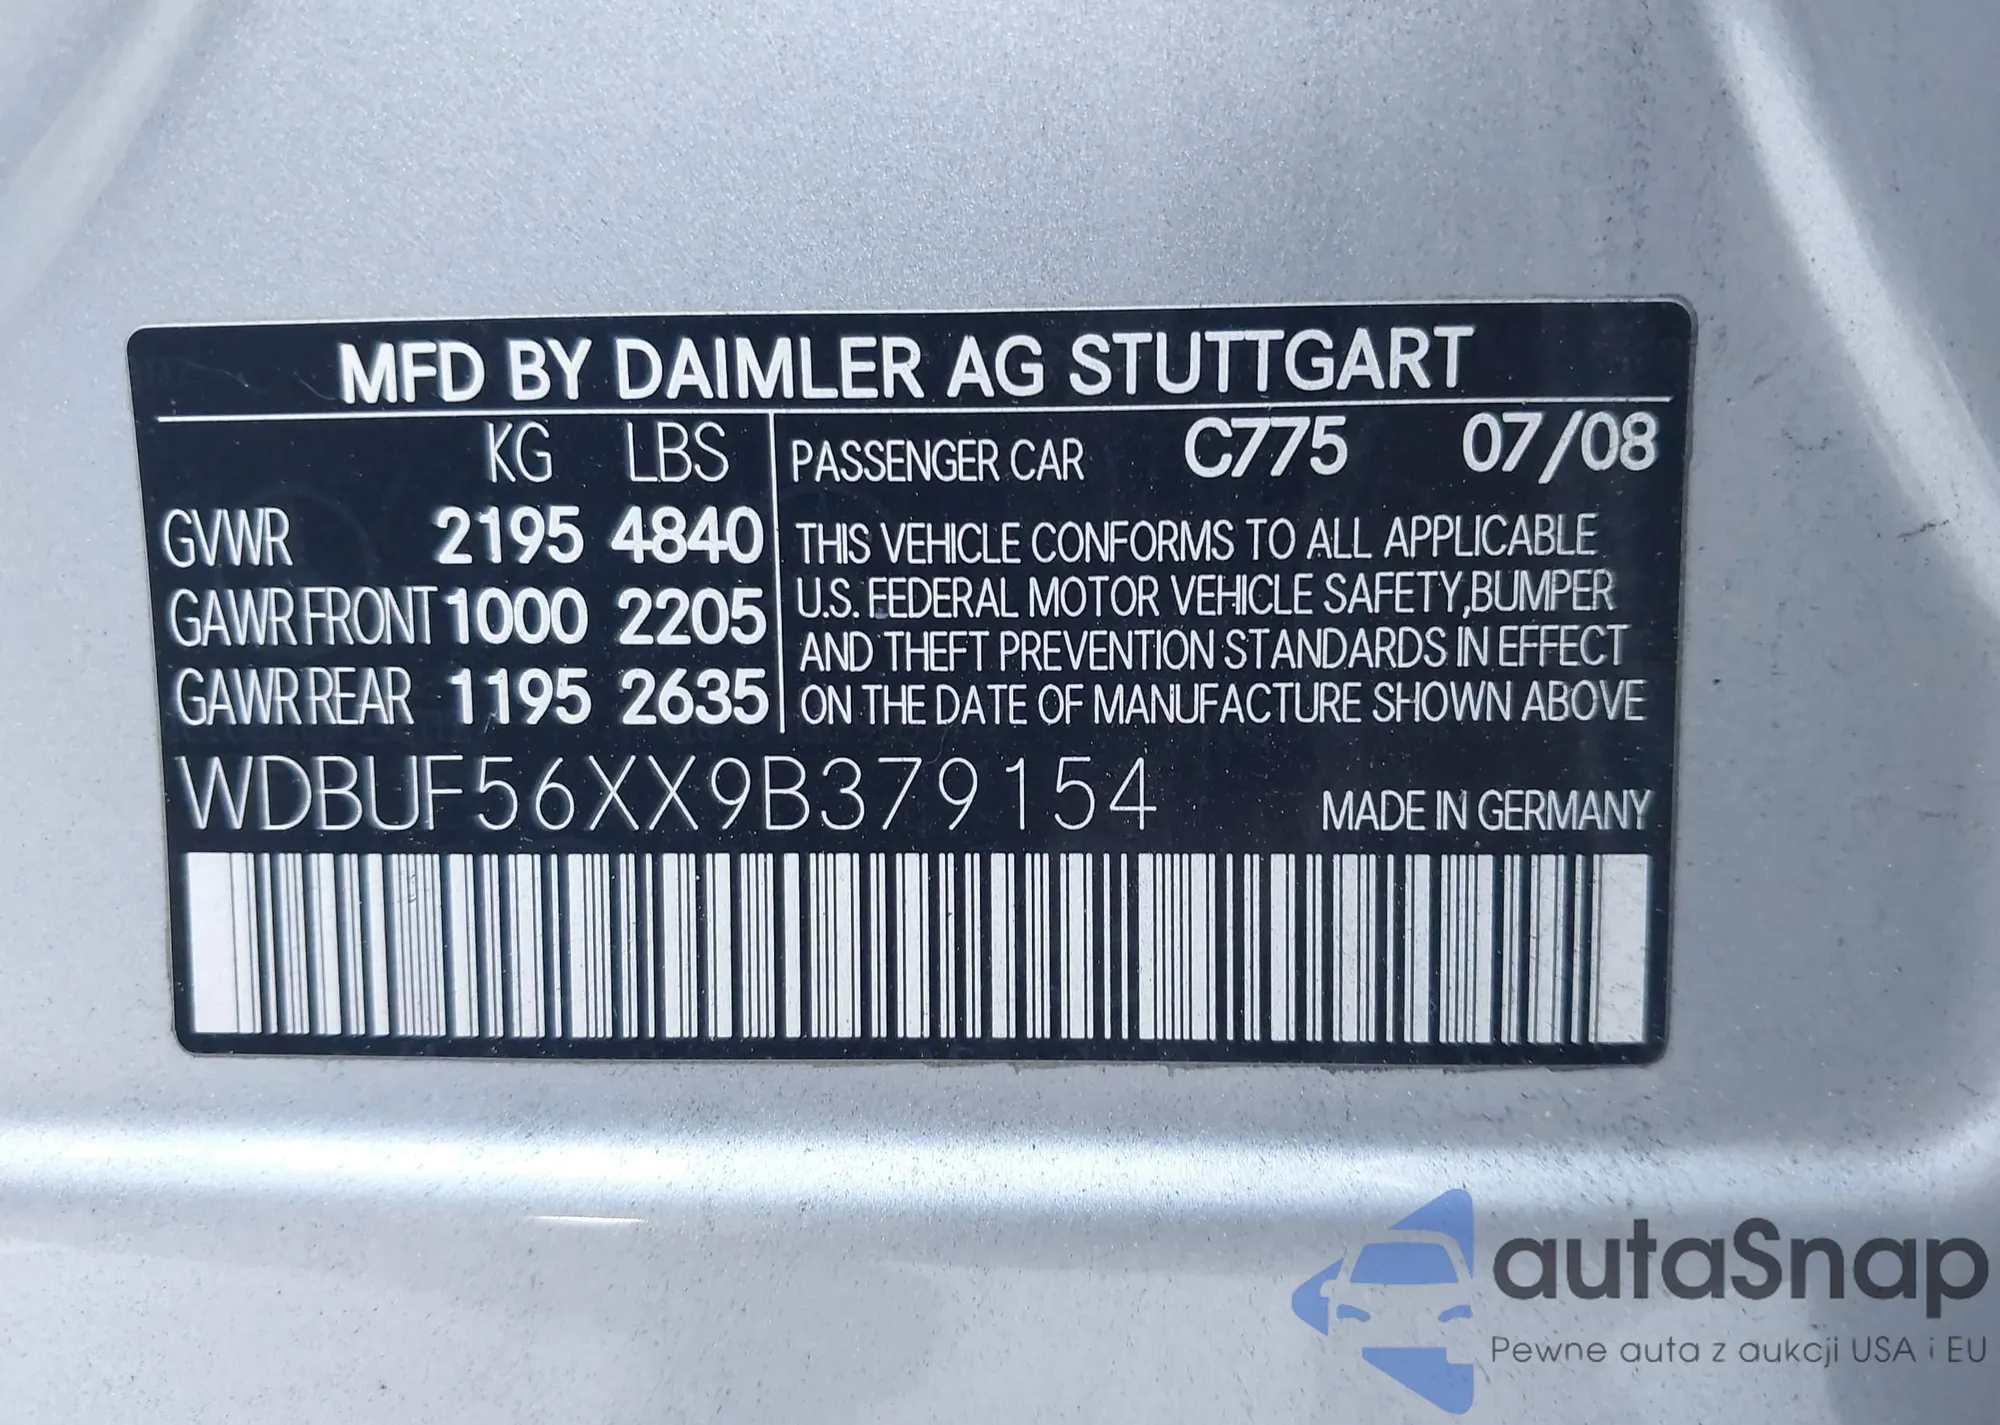 MFD BY DAIMLER AG STUTTGART
KG LBS
GVWR 2195 4840
GAWR FRONT 1000 2205
GAWR REAR 1195 2635
PASSENGER CAR C775 07/08
THIS VEHICLE CONFORMS TO ALL APPLICABLE
U.S. FEDERAL MOTOR VEHICLE SAFETY,BUMPER
AND THEFT PREVENTION STANDARDS IN EFFECT
ON THE DATE OF MANUFACTURE SHOWN ABOVE
WDBUF56XX9B379154 MADE IN GERMANY
autaSnap
Pewne auta z aukcji USA i EU